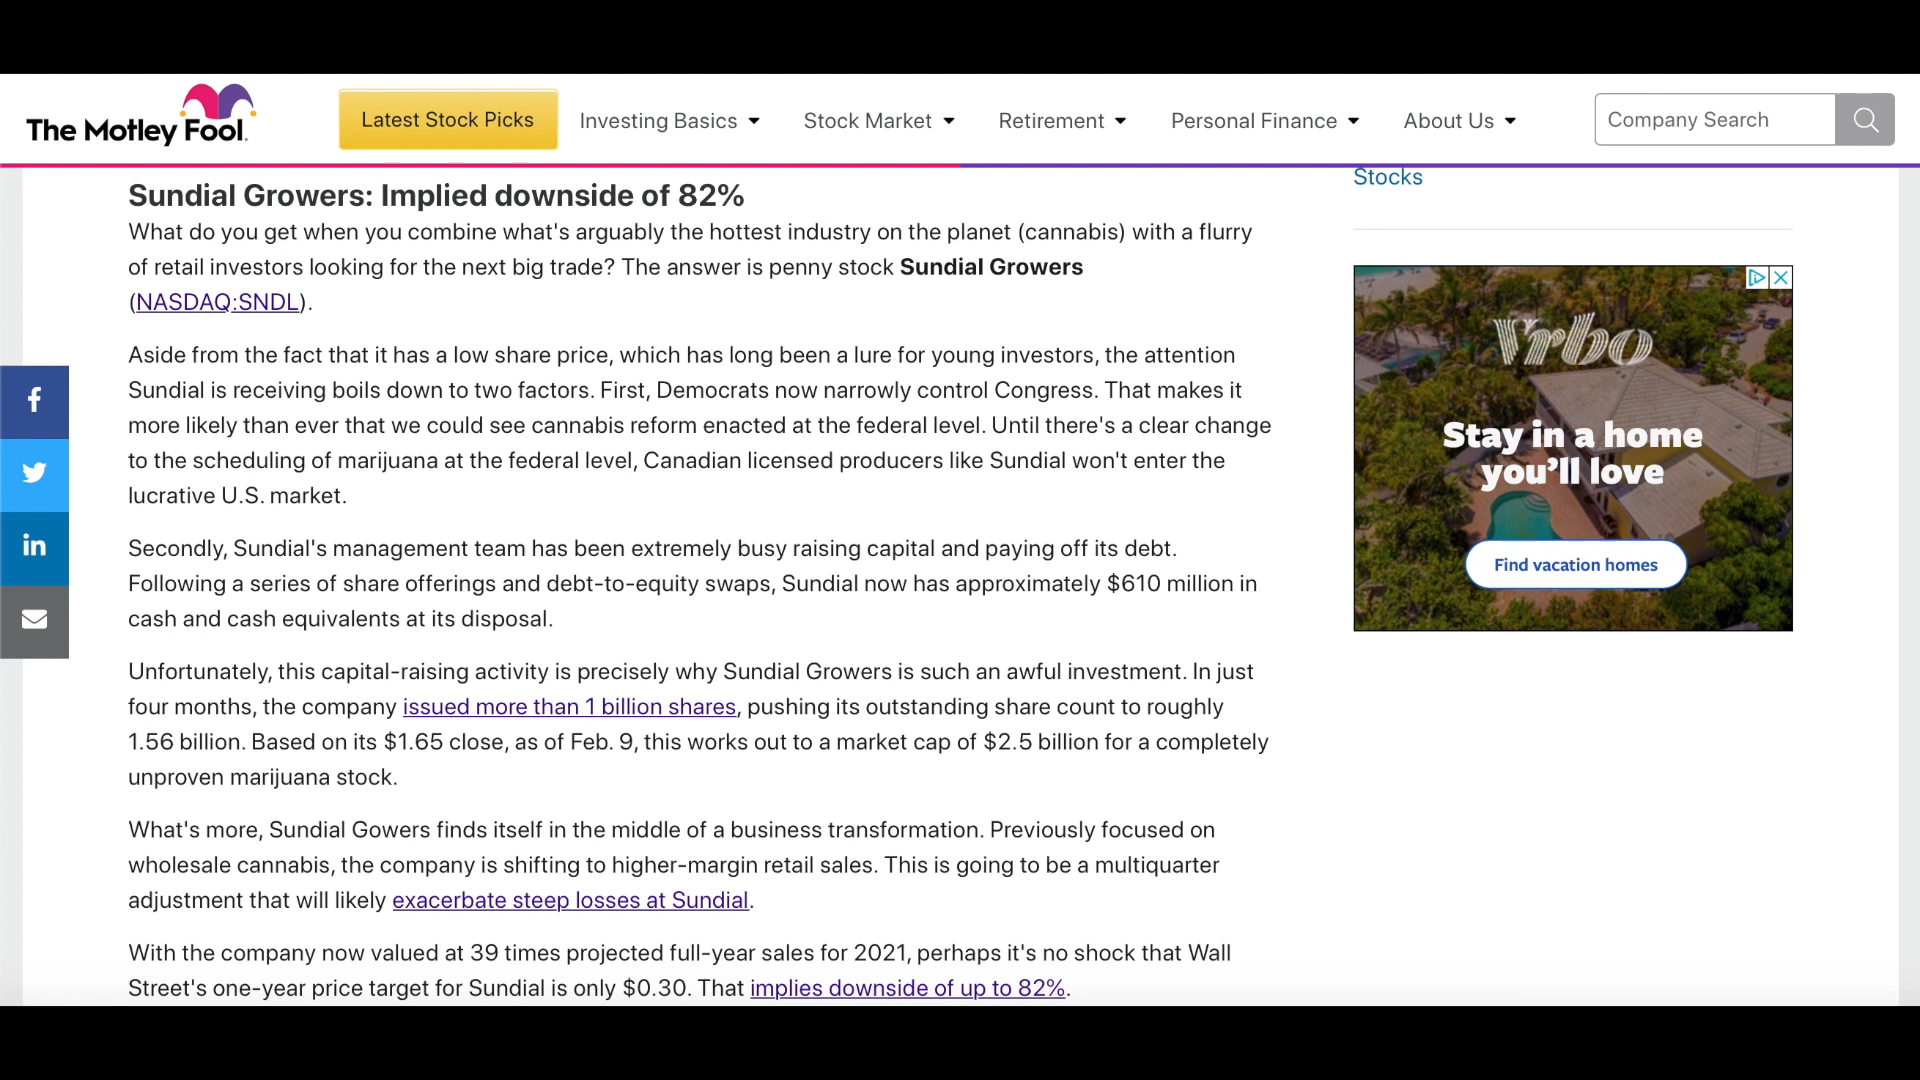 The Motley Fool.
Latest Stock Picks
Investing Basics
Stock Market
Retirement
Personal Finance
About Us
Company Search
Sundial Growers: Implied downside of 82%
What do you get when you combine what's arguably the hottest industry on the planet (cannabis) with a flurry
of retail investors looking for the next big trade? The answer is penny stock Sundial Growers
(NASDAQ:SNDL).
Aside from the fact that it has a low share price, which has long been a lure for young investors, the attention
Sundial is receiving boils down to two factors. First, Democrats now narrowly control Congress. That makes it
more likely than ever that we could see cannabis reform enacted at the federal level. Until there's a clear change
to the scheduling of marijuana at the federal level, Canadian licensed producers like Sundial won't enter the
lucrative U.S. market.
Secondly, Sundial's management team has been extremely busy raising capital and paying off its debt.
Following a series of share offerings and debt-to-equity swaps, Sundial now has approximately $610 million in
cash and cash equivalents at its disposal.
Unfortunately, this capital-raising activity is precisely why Sundial Growers is such an awful investment. In just
four months, the company issued more than 1 billion shares, pushing its outstanding share count to roughly
1.56 billion. Based on its $1.65 close, as of Feb. 9, this works out to a market cap of $2.5 billion for a completely
unproven marijuana stock.
What's more, Sundial Gowers finds itself in the middle of a business transformation. Previously focused on
wholesale cannabis, the company is shifting to higher-margin retail sales. This is going to be a multiquarter
adjustment that will likely exacerbate steep losses at Sundial.
With the company now valued at 39 times projected full-year sales for 2021, perhaps it's no shock that Wall
Street's one-year price target for Sundial is only $0.30. That implies downside of up to 82%.
Stocks
Vrbo
Stay in a home
you'll love
Find vacation homes
f
in